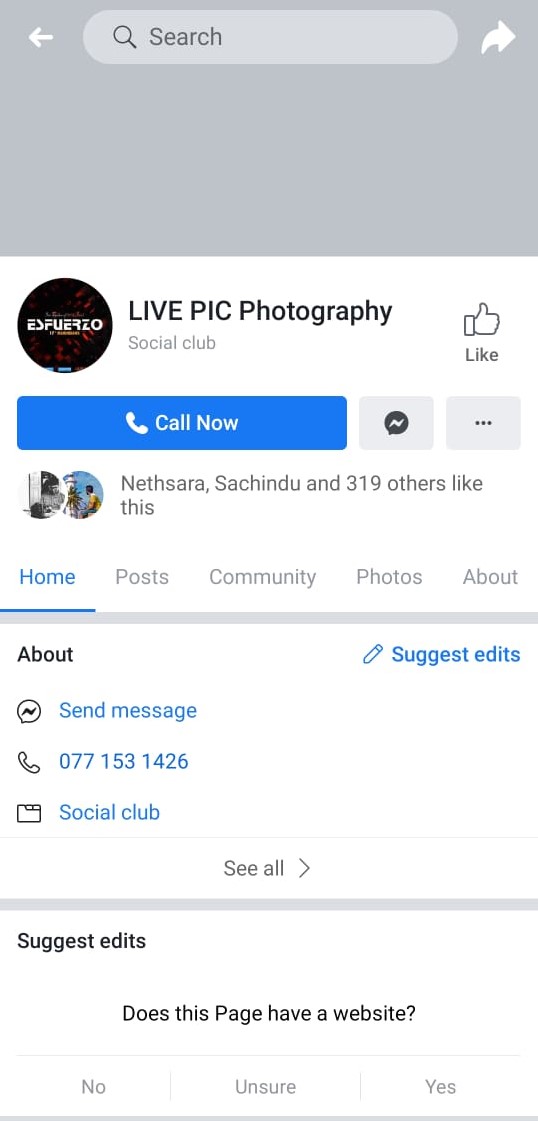 Search
ESFUERZO
LIVE PIC Photography
Social club
Like
Call Now
Nethsara, Sachindu and 319 others like
this
Home Posts Community Photos About
About
Suggest edits
Send message
077 153 1426
Social club
See all
Suggest edits
Does this Page have a website?
No Unsure Yes